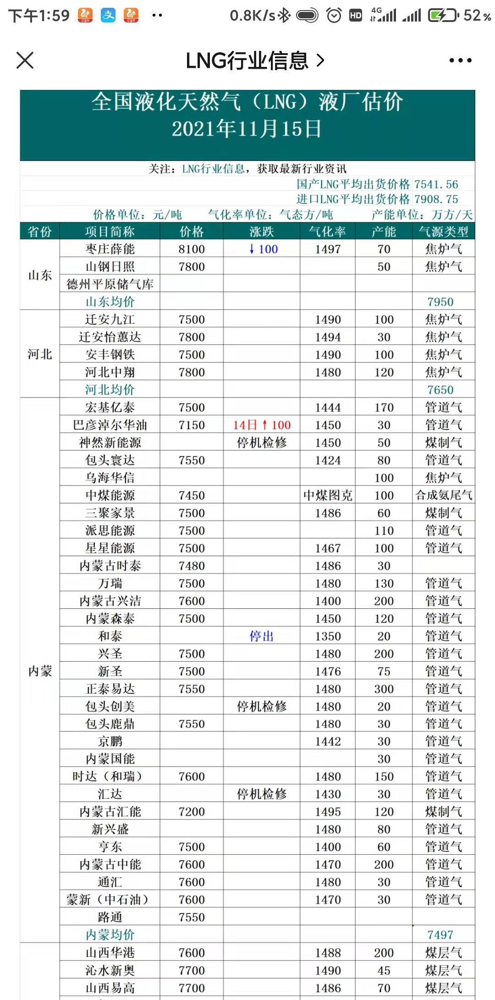 下午1:59 0.8K/s HD 4G 52%
LNG行业信息
全国液化天然气（LNG）液厂估价
2021年11月15日
关注：LNG行业信息，获取最新行业资讯
国产LNG平均出货价格 7541.56
进口LNG平均出货价格 7908.75
价格单位：元/吨 气化率单位：气态方/吨 产能单位：万方/天
省份 项目简称 价格 涨跌 气化率 产能 气源类型
山东
枣庄薛能 8100 ↓100 1497 70 焦炉气
山钢日照 7800 50 焦炉气
德州平原储气库
山东均价 7950
河北
迁安九江 7500 1490 100 焦炉气
迁安怡蕙达 7800 1494 30 焦炉气
安丰钢铁 7500 1490 100 焦炉气
河北中翔 7800 1480 120 焦炉气
河北均价 7650
内蒙
宏基亿泰 7500 1444 170 管道气
巴彦淖尔华油 7150 14日↑100 1450 30 管道气
神然新能源 停机检修 1450 50 煤制气
包头寰达 7550 1424 80 管道气
乌海华信 100 焦炉气
中煤能源 7450 中煤图克 100 合成氨尾气
三聚家景 7500 1486 60 煤制气
派思能源 7500 110 管道气
星星能源 7500 1467 100 管道气
内蒙古时泰 7480 1486 30
万瑞 7500 1480 130 管道气
内蒙古兴洁 7600 1400 200 管道气
内蒙森泰 7500 1450 120 管道气
和泰 停出 1350 20 管道气
兴圣 7500 1480 200 管道气
新圣 7500 1476 75 管道气
正泰易达 7550 1480 300 管道气
包头创美 停机检修 1480 20 管道气
包头鹿鼎 7550 1480 30 管道气
京鹏 1442 30 管道气
内蒙国能 30 管道气
时达（和瑞） 7600 1480 150 管道气
汇达 停机检修 1430 30 管道气
内蒙古汇能 7200 1495 120 煤制气
新兴盛 1480 80 管道气
亨东 7500 1400 60 管道气
内蒙古中能 7600 1470 200 管道气
通汇 7600 1480 30 管道气
蒙新（中石油） 7600 1470 30 管道气
路通 7550
内蒙均价 7497
山西华港 7600 1488 200 煤层气
沁水新奥 7700 1490 45 煤层气
山西易高 7700 1486 70 煤层气